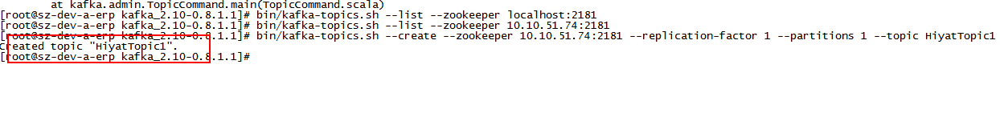 at kafka.admin.TopicCommand.main(TopicCommand.scala)
[root@sz-dev-a-erp kafka_2.10-0.8.1.1]# bin/kafka-topics.sh --list --zookeeper localhost:2181
[root@sz-dev-a-erp kafka_2.10-0.8.1.1]# bin/kafka-topics.sh --list --zookeeper 10.10.51.74:2181
[root@sz-dev-a-erp kafka_2.10-0.8.1.1]# bin/kafka-topics.sh --create --zookeeper 10.10.51.74:2181 --replication-factor 1 --partitions 1 --topic HiyatTopic1
Created topic "HiyatTopic1".
[root@sz-dev-a-erp kafka_2.10-0.8.1.1]#